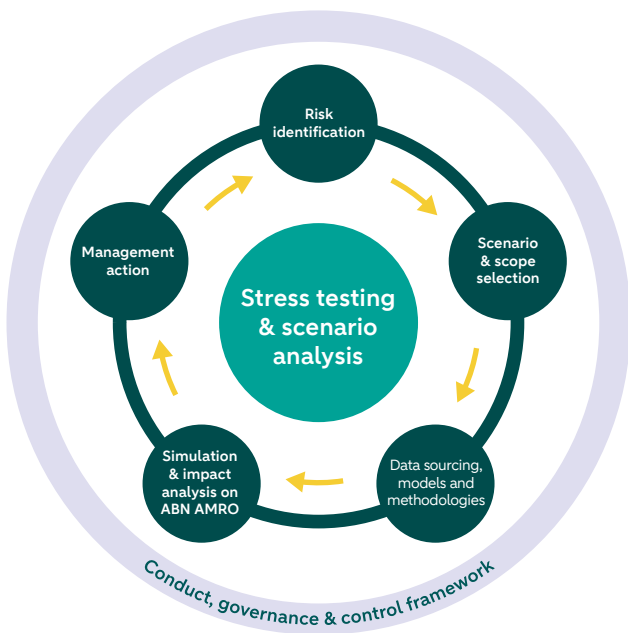 Risk
identification
Scenario
& scope
selection
Data sourcing,
models and
methodologies
Simulation
& impact
analysis on
ABN AMRO
Management
action
Stress testing
& scenario
analysis
Conduct, governance & control framework